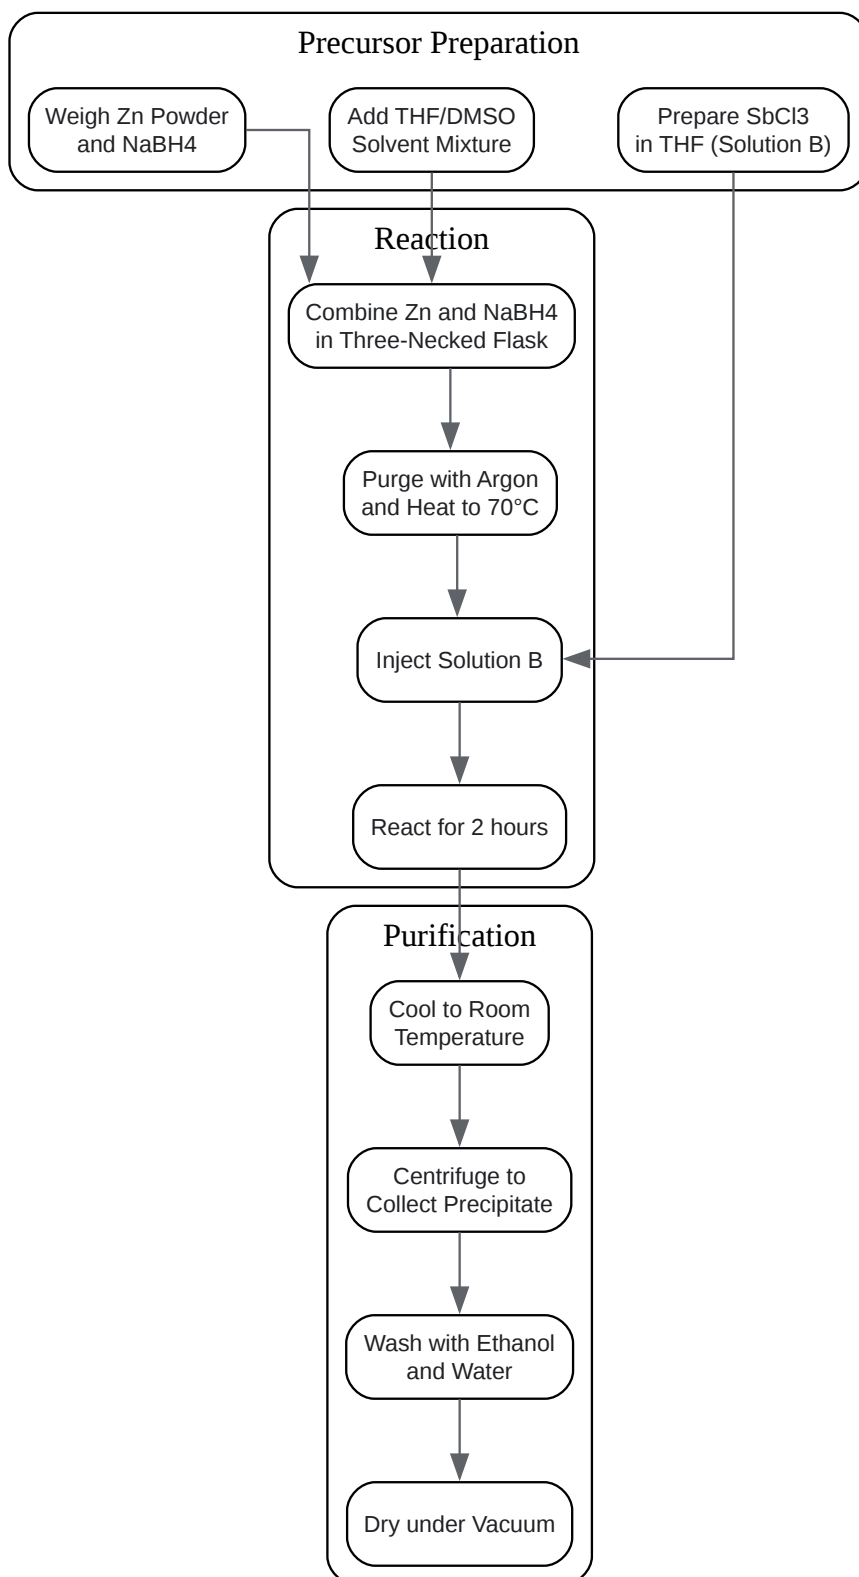 Precursor Preparation
Weigh Zn Powder
and NaBH4
Add THF/DMSO
Solvent Mixture
Prepare SbCl3
in THF (Solution B)
Reaction
Combine Zn and NaBH4
in Three-Necked Flask
Purge with Argon
and Heat to 70°C
Inject Solution B
React for 2 hours
Purification
Cool to Room
Temperature
Centrifuge to
Collect Precipitate
Wash with Ethanol
and Water
Dry under Vacuum